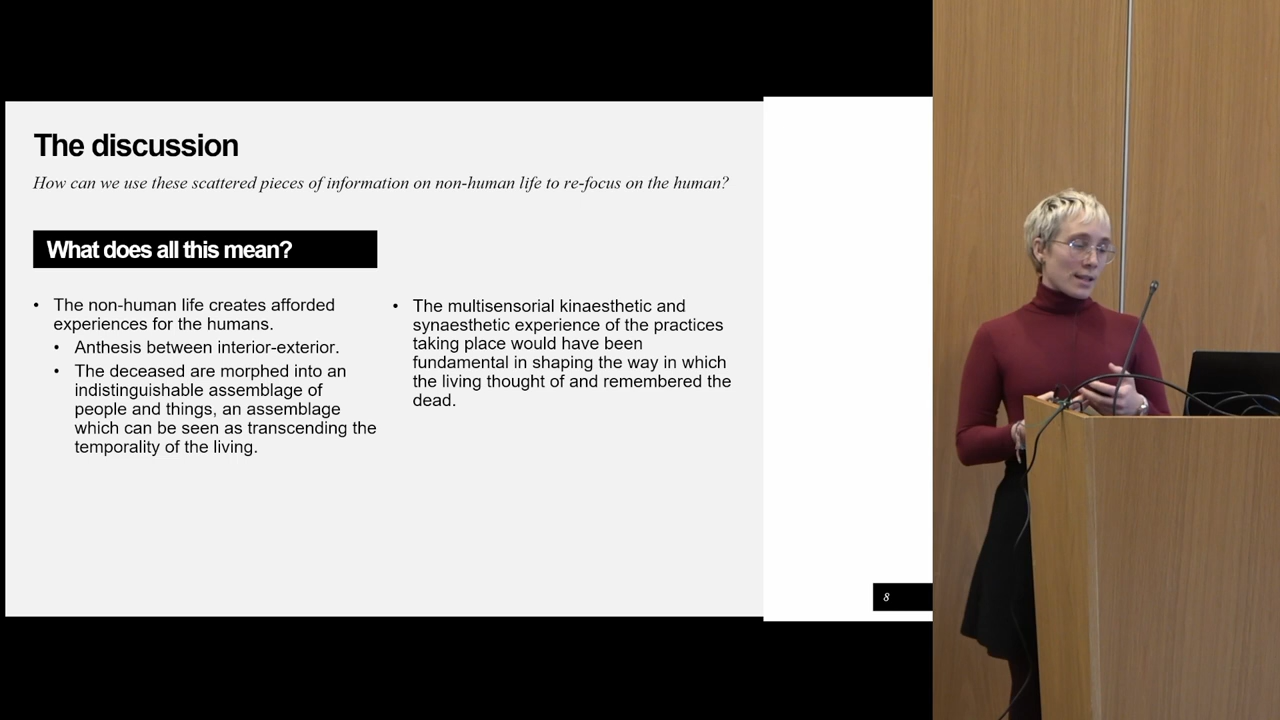 The discussion
How can we use these scattered pieces of information on non-human life to re-focus on the human?
What does all this mean?
• The non-human life creates afforded
experiences for the humans.
• Anthesis between interior-exterior.
• The deceased are morphed into an
indistinguishable assemblage of
people and things, an assemblage
which can be seen as transcending the
temporality of the living.
• The multisensorial kinaesthetic and
synaesthetic experience of the practices
taking place would have been
fundamental in shaping the way in which
the living thought of and remembered the
dead.
8